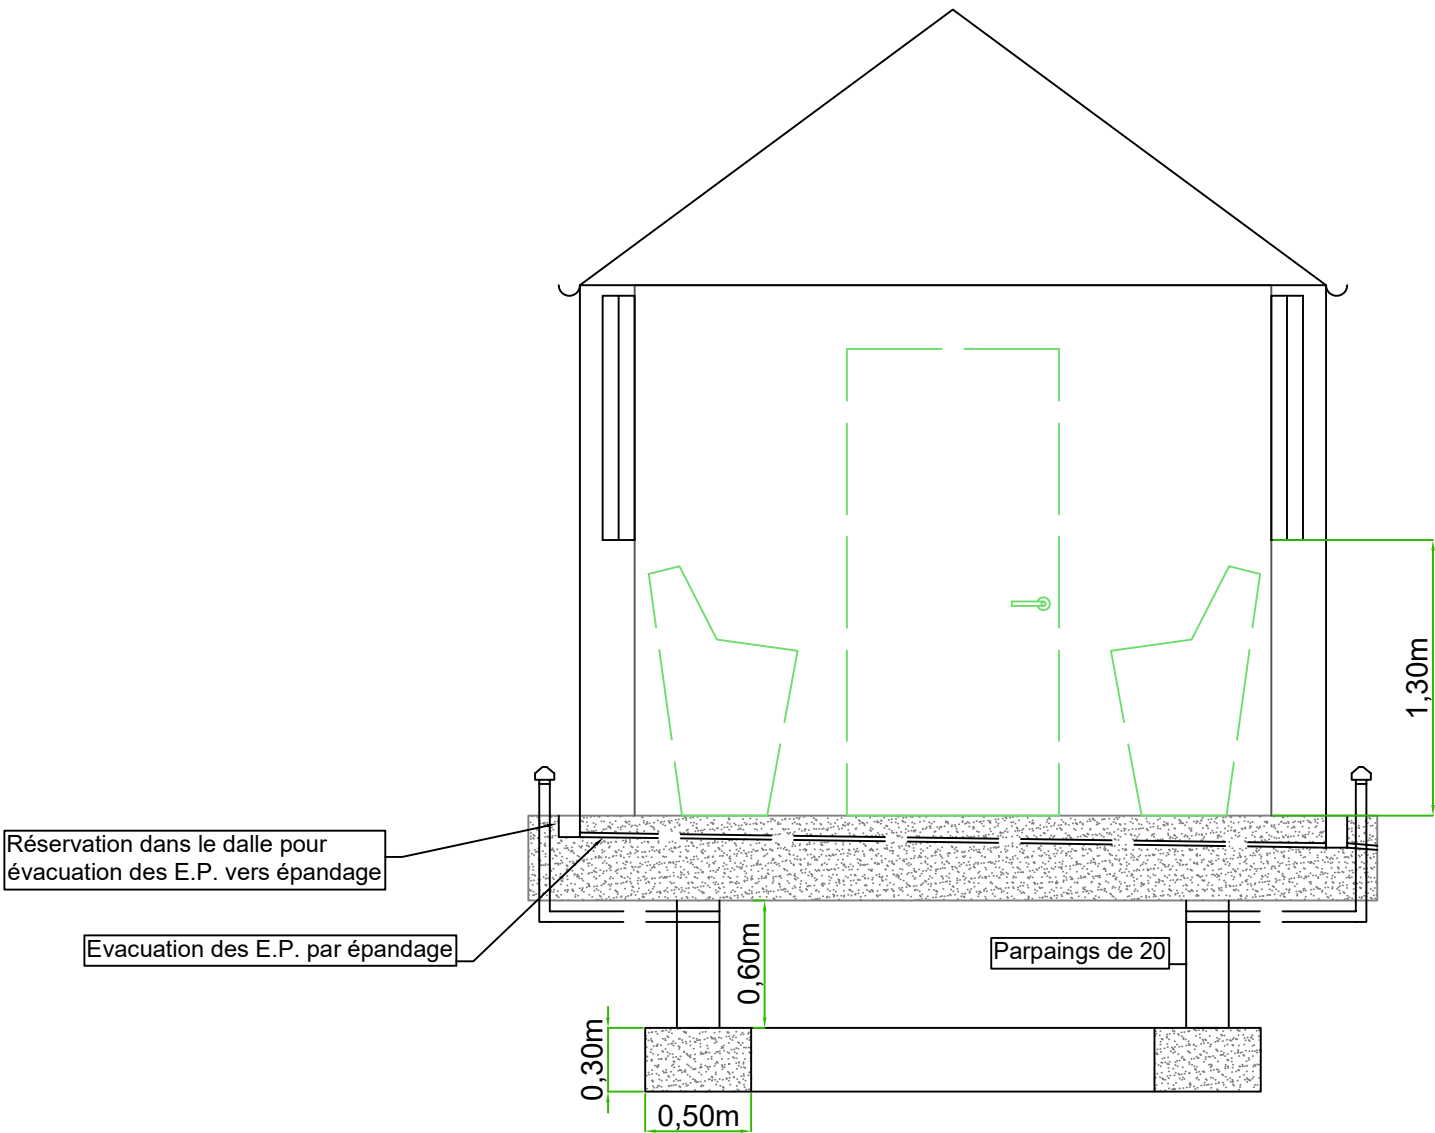 1,30m
Réservation dans le dalle pour
évacuation des E.P. vers épandage
Evacuation des E.P. par épandage
0,60m
Parpaings de 20
0,30m
0,50m